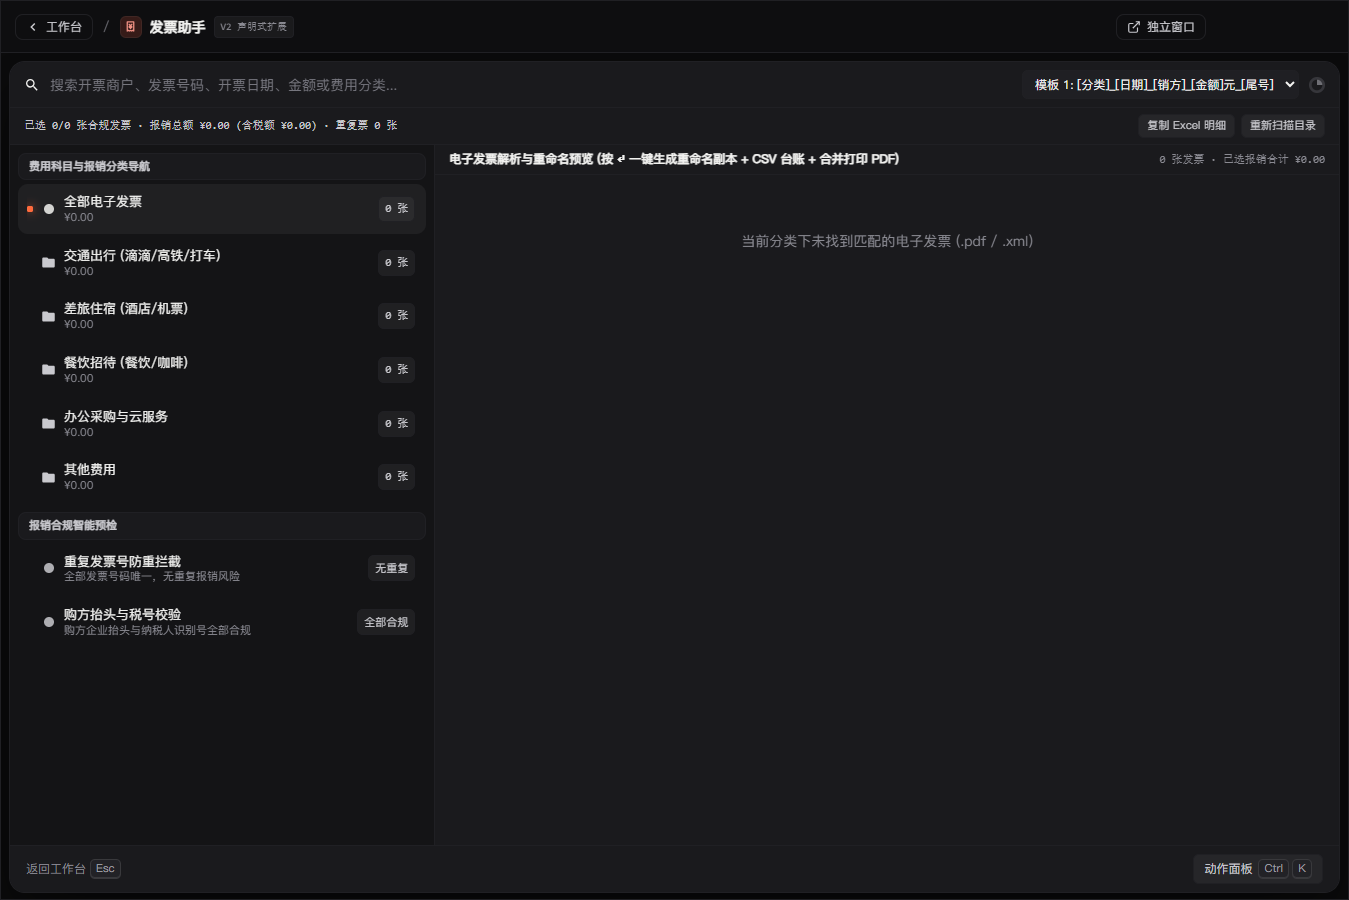 工作台 / 发票助手 V2 声明式扩展 独立窗口
搜索开票商户、发票号码、开票日期、金额或费用分类... 模板 1: [分类]_[日期]_[销方]_[金额]元_[尾号]
已选 0/0 张合规发票 · 报销总额 ¥0.00 (含税额 ¥0.00) · 重复票 0 张 复制 Excel 明细 重新扫描目录
费用科目与报销分类导航
全部电子发票
¥0.00
0 张
交通出行 (滴滴/高铁/打车)
¥0.00
0 张
差旅住宿 (酒店/机票)
¥0.00
0 张
餐饮招待 (餐饮/咖啡)
¥0.00
0 张
办公采购与云服务
¥0.00
0 张
其他费用
¥0.00
0 张
报销合规智能预检
重复发票号防重拦截
全部发票号码唯一，无重复报销风险
无重复
购方抬头与税号校验
购方企业抬头与纳税人识别号全部合规
全部合规
电子发票解析与重命名预览 (按 ↵ 一键生成重命名副本 + CSV 台账 + 合并打印 PDF) 0 张发票 · 已选报销合计 ¥0.00
当前分类下未找到匹配的电子发票 (.pdf / .xml)
返回工作台 Esc 动作面板 Ctrl K